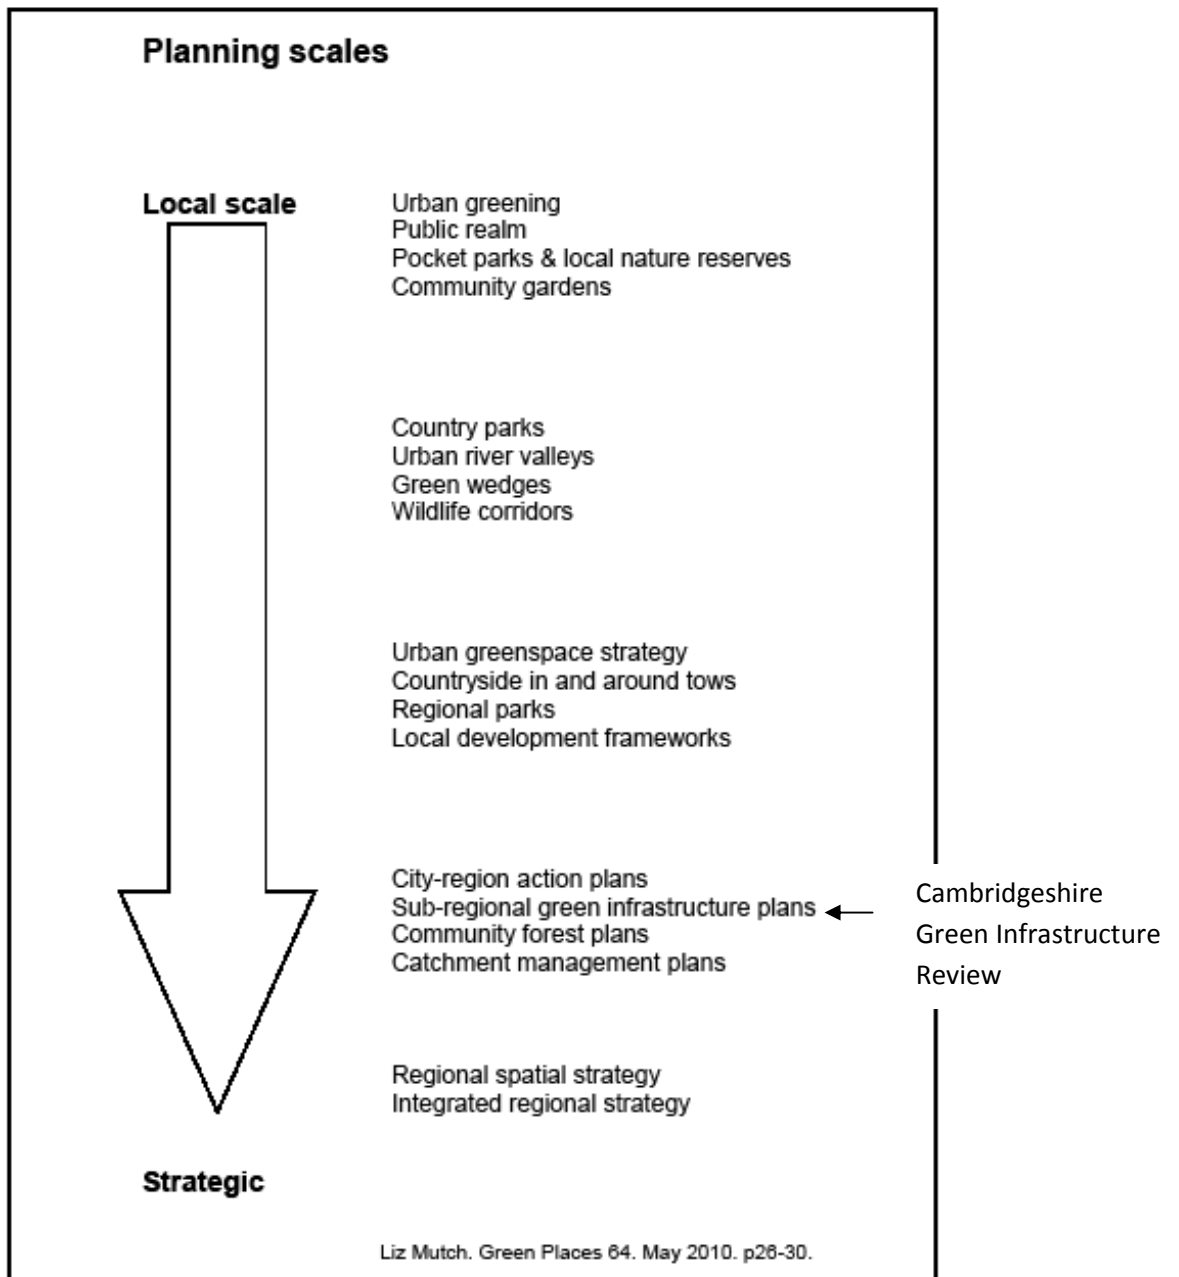 Planning scales
Local scale
Urban greening
Public realm
Pocket parks & local nature reserves
Community gardens
Country parks
Urban river valleys
Green wedges
Wildlife corridors
Urban greenspace strategy
Countryside in and around tows
Regional parks
Local development frameworks
City-region action plans
Sub-regional green infrastructure plans
Community forest plans
Catchment management plans
Cambridgeshire
Green Infrastructure
Review
Regional spatial strategy
Integrated regional strategy
Strategic
Liz Mutch. Green Places 64. May 2010. p26-30.